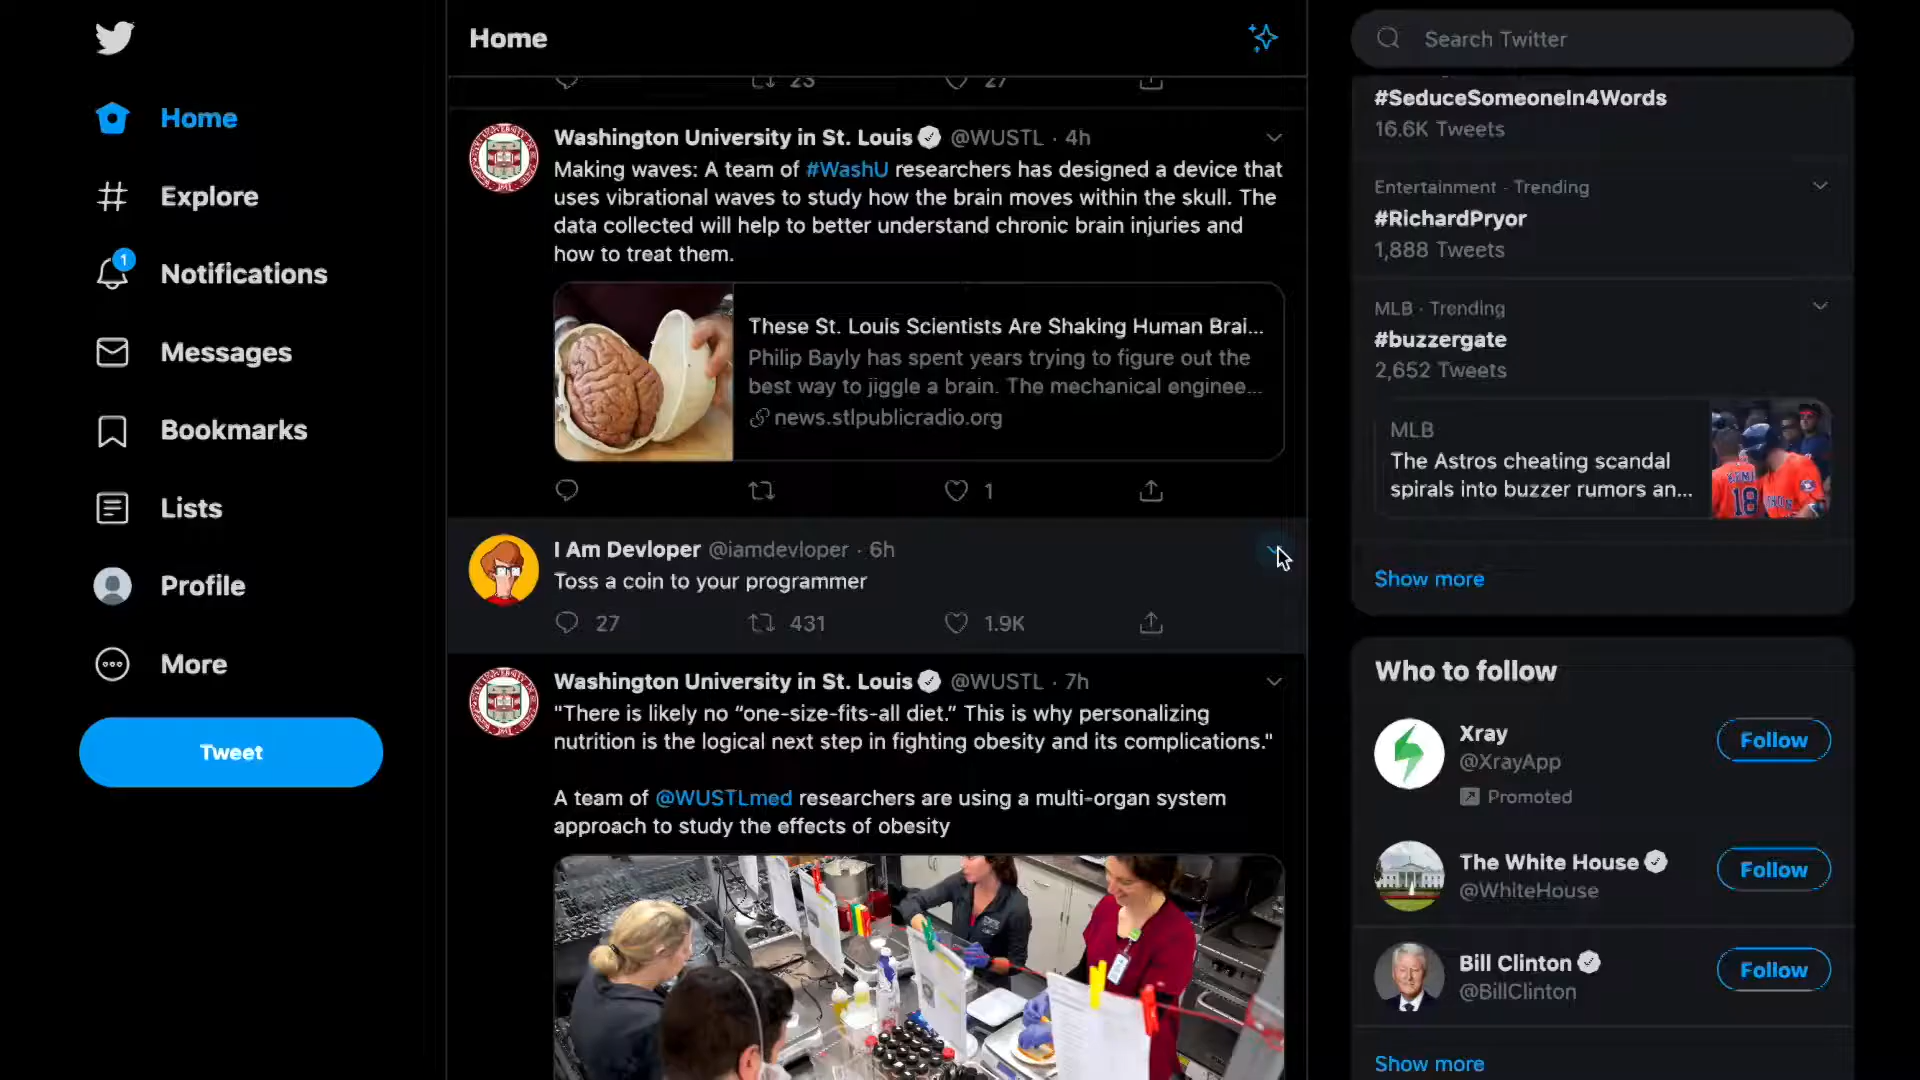 Home
Explore
1
Notifications
Messages
Bookmarks
Lists
Profile
More
Tweet
Home
23
27
Washington University in St. Louis @WUSTL · 4h
Making waves: A team of #WashU researchers has designed a device that
uses vibrational waves to study how the brain moves within the skull. The
data collected will help to better understand chronic brain injuries and
how to treat them.
These St. Louis Scientists Are Shaking Human Brai...
Philip Bayly has spent years trying to figure out the
best way to jiggle a brain. The mechanical enginee...
news.stlpublicradio.org
1
I Am Devloper @iamdevloper · 6h
Toss a coin to your programmer
27
431
1.9K
Washington University in St. Louis @WUSTL · 7h
"There is likely no “one-size-fits-all diet.” This is why personalizing
nutrition is the logical next step in fighting obesity and its complications."
A team of @WUSTLmed researchers are using a multi-organ system
approach to study the effects of obesity
Search Twitter
#SeduceSomeoneIn4Words
16.6K Tweets
Entertainment · Trending
#RichardPryor
1,888 Tweets
MLB · Trending
#buzzergate
2,652 Tweets
MLB
The Astros cheating scandal
spirals into buzzer rumors an...
18
Show more
Who to follow
Xray
@XrayApp
Promoted
Follow
The White House
@WhiteHouse
Follow
Bill Clinton
@BillClinton
Follow
Show more